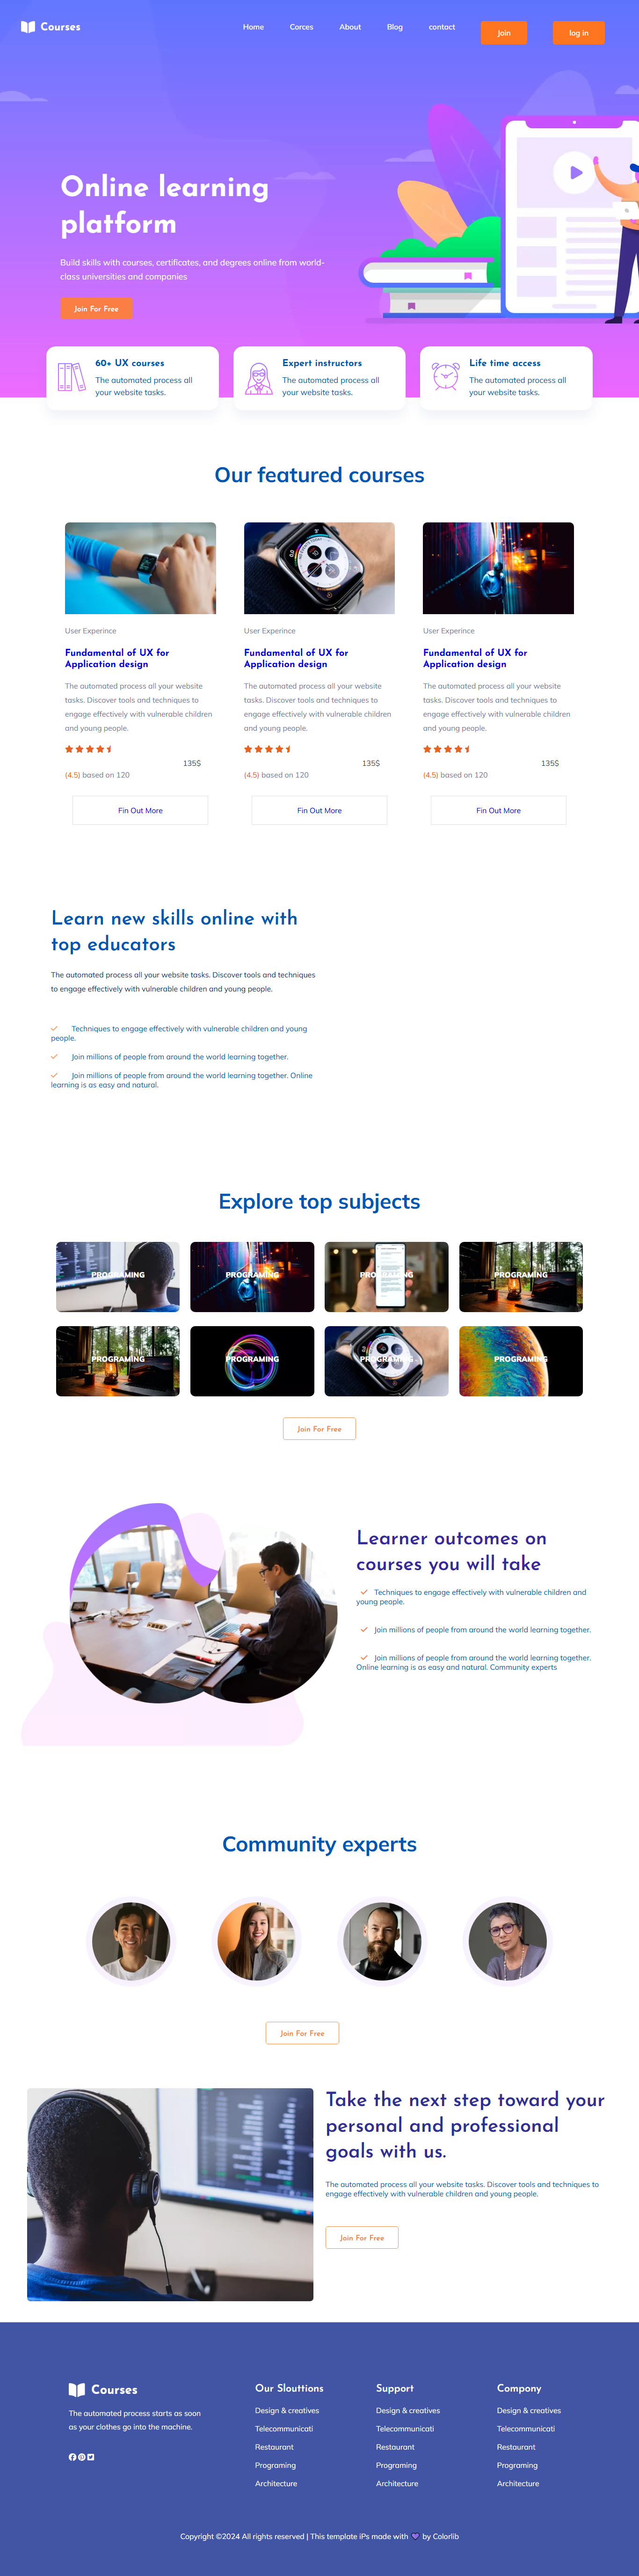 Courses
Home
Corces
About
Blog
contact
Join
log in
Online learning
platform
Build skills with courses, certificates, and degrees online from world-
class universities and companies
Join For Free
60+ UX courses
The automated process all
your website tasks.
Expert instructors
The automated process all
your website tasks.
Life time access
The automated process all
your website tasks.
Our featured courses
User Experince
Fundamental of UX for
Application design
The automated process all your website
tasks. Discover tools and techniques to
engage effectively with vulnerable children
and young people.
135$
(4.5) based on 120
Fin Out More
User Experince
Fundamental of UX for
Application design
The automated process all your website
tasks. Discover tools and techniques to
engage effectively with vulnerable children
and young people.
135$
(4.5) based on 120
Fin Out More
User Experince
Fundamental of UX for
Application design
The automated process all your website
tasks. Discover tools and techniques to
engage effectively with vulnerable children
and young people.
135$
(4.5) based on 120
Fin Out More
Learn new skills online with
top educators
The automated process all your website tasks. Discover tools and techniques
to engage effectively with vulnerable children and young people.
Techniques to engage effectively with vulnerable children and young
people.
Join millions of people from around the world learning together.
Join millions of people from around the world learning together. Online
learning is as easy and natural.
Explore top subjects
PROGRAMING
PROGRAMING
PROGRAMING
PROGRAMING
PROGRAMING
PROGRAMING
PROGRAMING
PROGRAMING
Join For Free
Learner outcomes on
courses you will take
Techniques to engage effectively with vulnerable children and
young people.
Join millions of people from around the world learning together.
Join millions of people from around the world learning together.
Online learning is as easy and natural. Community experts
Community experts
Join For Free
Take the next step toward your
personal and professional
goals with us.
The automated process all your website tasks. Discover tools and techniques to
engage effectively with vulnerable children and young people.
Join For Free
Courses
The automated process starts as soon
as your clothes go into the machine.
Our Slouttions
Design & creatives
Telecommunicati
Restaurant
Programing
Architecture
Support
Design & creatives
Telecommunicati
Restaurant
Programing
Architecture
Compony
Design & creatives
Telecommunicati
Restaurant
Programing
Architecture
Copyright ©2024 All rights reserved | This template iPs made with 💜 by Colorlib